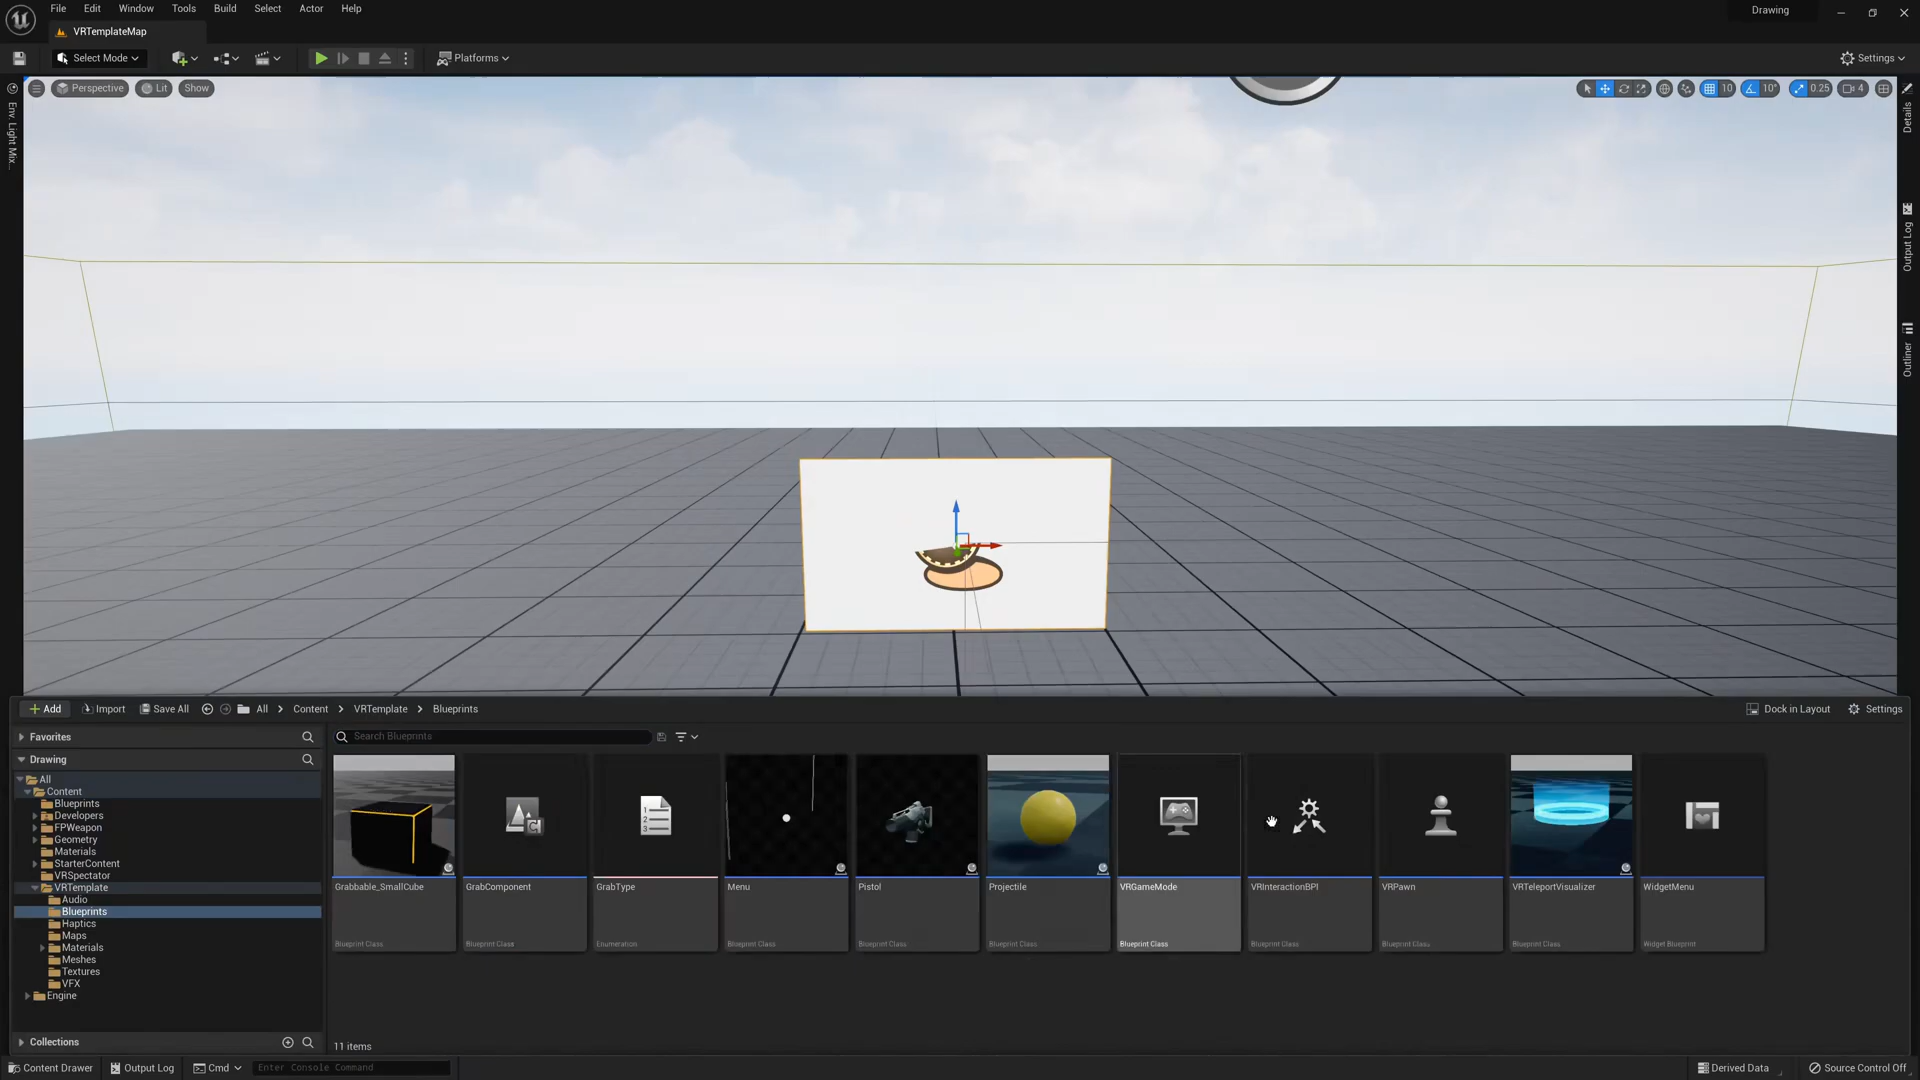 File Edit Window Tools Build Select Actor Help
Drawing
VRTemplateMap
Select Mode
Platforms
Settings
Perspective Lit Show
10 10° 0.25 4
Env. Light Mix...
Details
Output Log
Outliner
Add Import Save All All > Content > VRTemplate > Blueprints
Dock in Layout Settings
Favorites
Search Blueprints
Drawing
All
Content
Blueprints
Developers
FPWeapon
Geometry
Materials
StarterContent
VRSpectator
VRTemplate
Audio
Blueprints
Haptics
Maps
Materials
Meshes
Textures
VFX
Engine
Collections
Grabbable_SmallCube GrabComponent GrabType Menu Pistol Projectile VRGameMode VRInteractionBPI VRPawn VRTeleportVisualizer WidgetMenu
Blueprint Class Blueprint Class Enumeration Blueprint Class Blueprint Class Blueprint Class Blueprint Class Blueprint Class Blueprint Class Blueprint Class Widget Blueprint
11 items
Content Drawer Output Log Cmd Enter Console Command
Derived Data Source Control Off